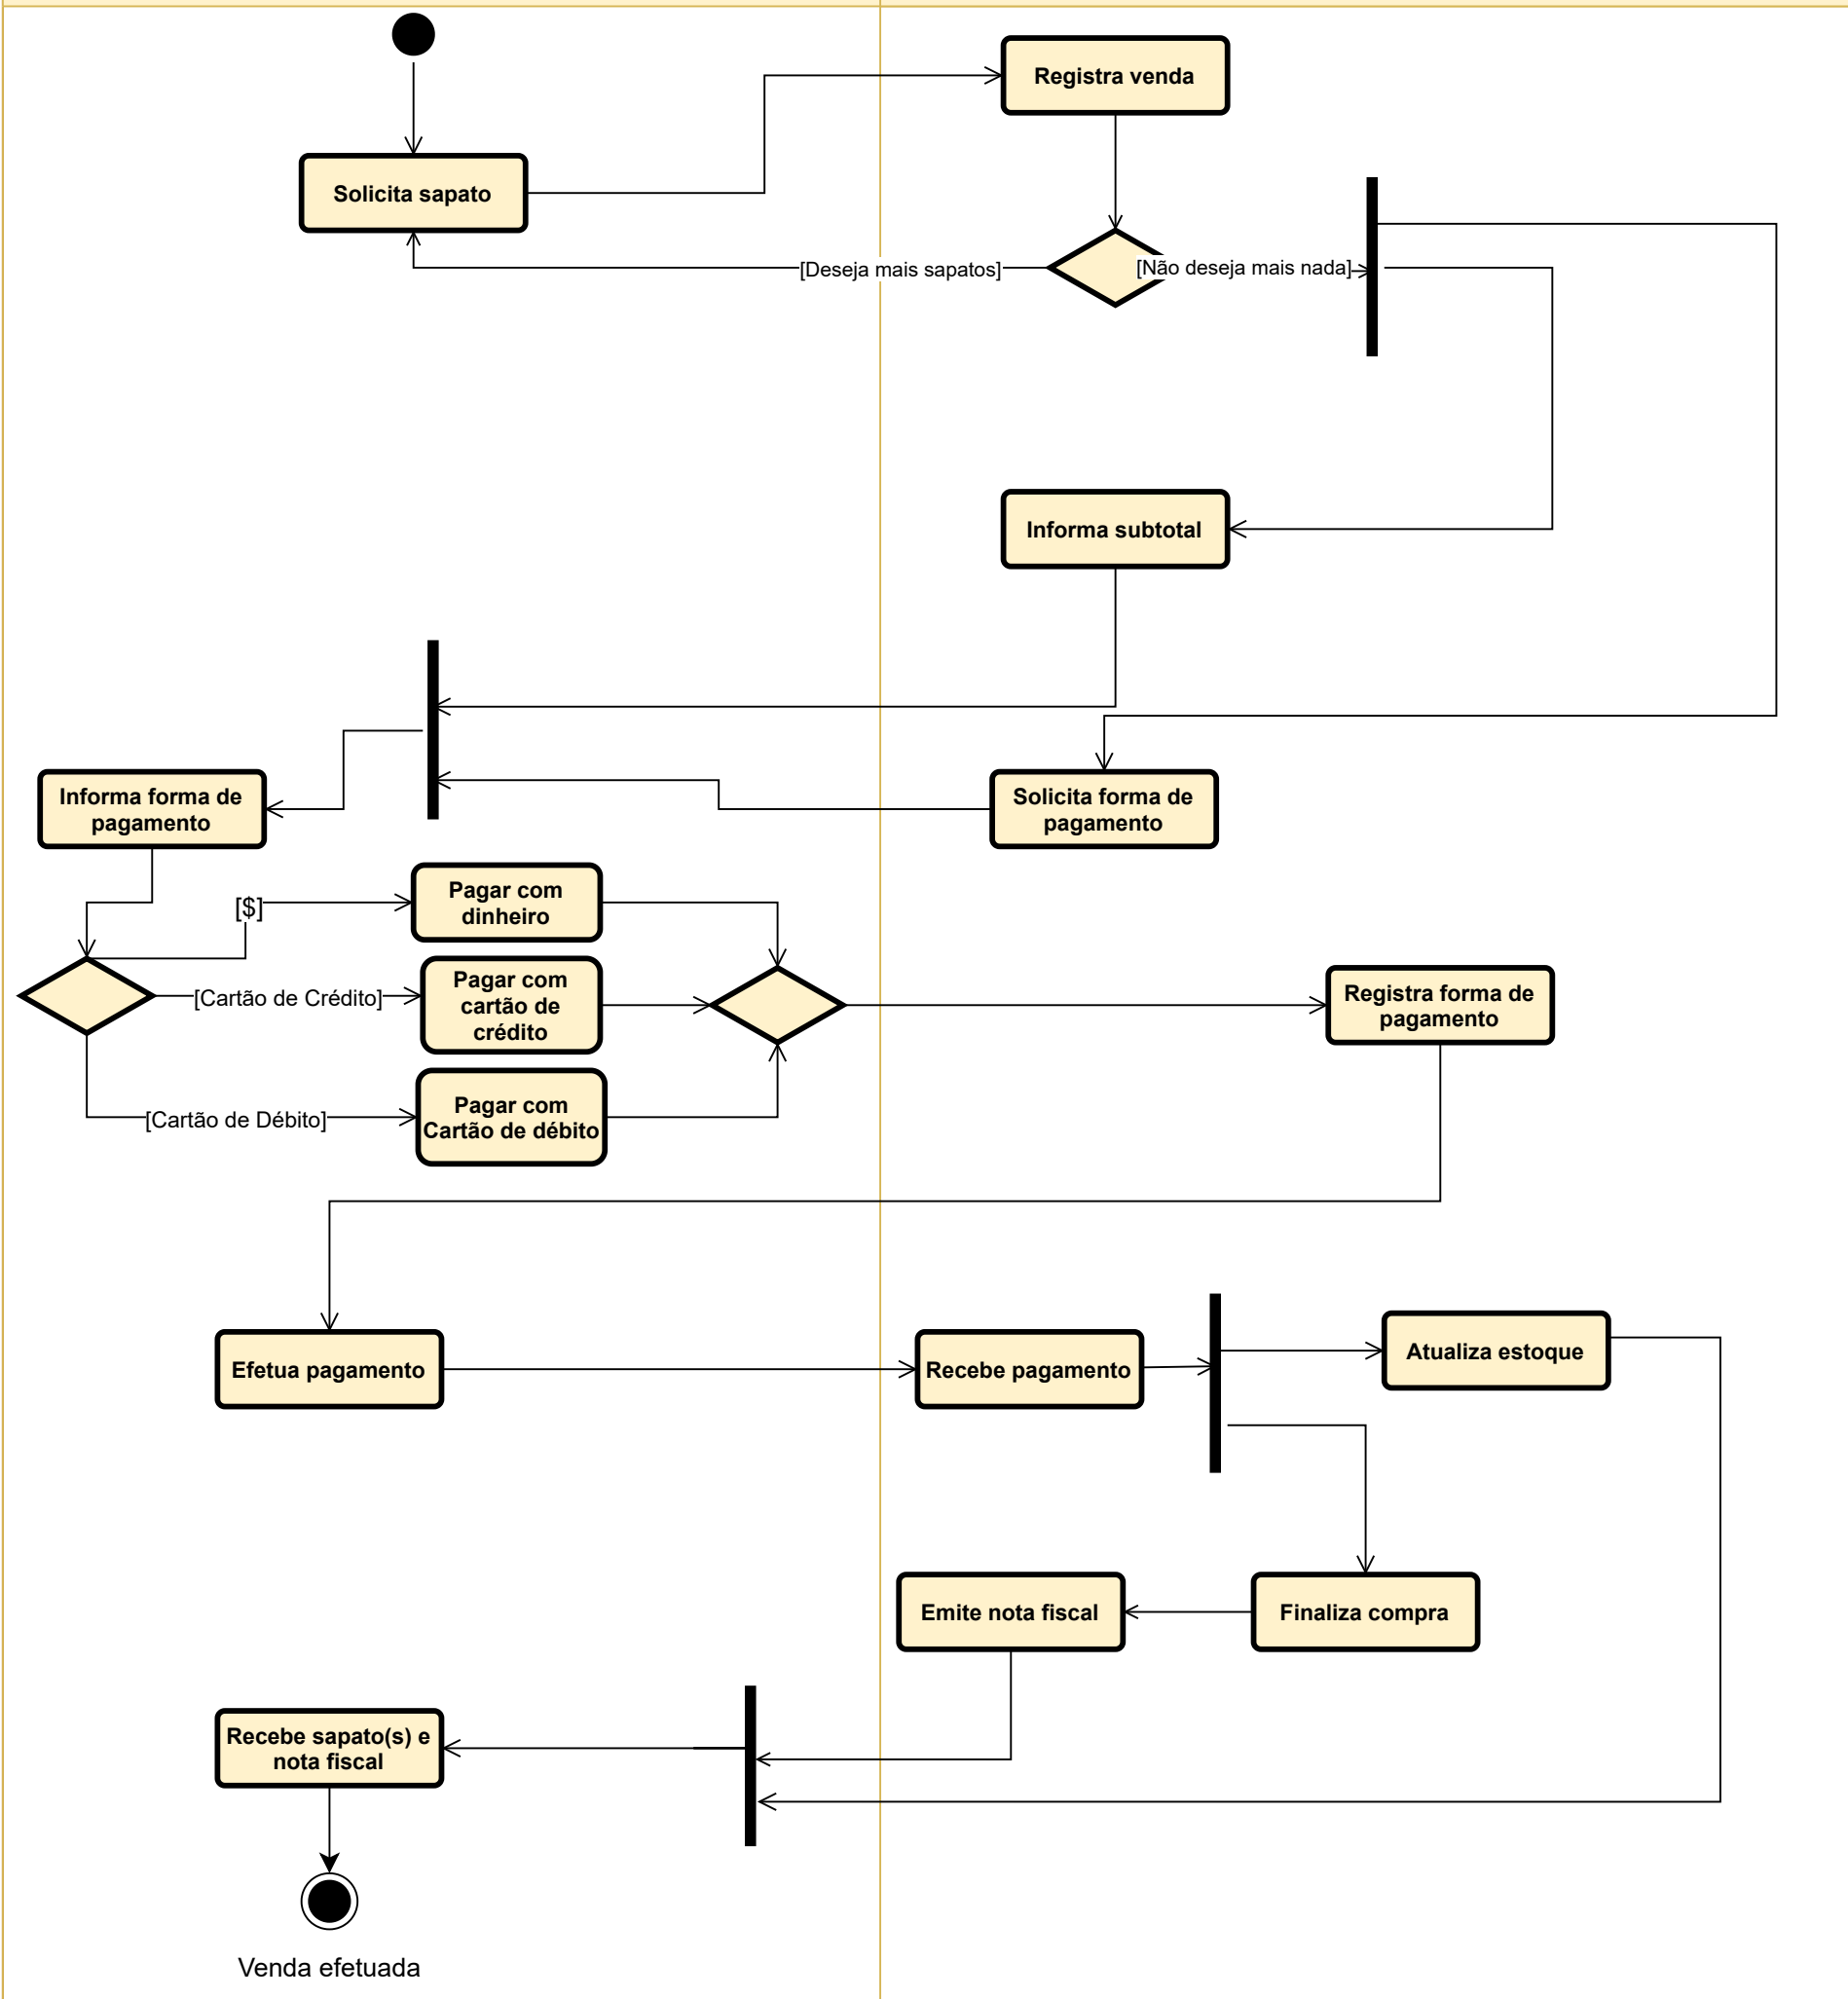 Registra venda
Solicita sapato
[Deseja mais sapatos]
[Não deseja mais nada]
Informa subtotal
Informa forma de
pagamento
Solicita forma de
pagamento
[$]
Pagar com
dinheiro
[Cartão de Crédito]
Pagar com
cartão de
crédito
Registra forma de
pagamento
[Cartão de Débito]
Pagar com
Cartão de débito
Efetua pagamento
Recebe pagamento
Atualiza estoque
Emite nota fiscal
Finaliza compra
Recebe sapato(s) e
nota fiscal
Venda efetuada